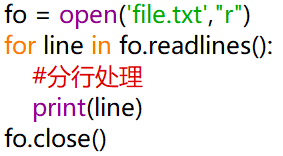 fo = open('file.txt',"r")
for line in fo.readlines():
    #分行处理
    print(line)
fo.close()